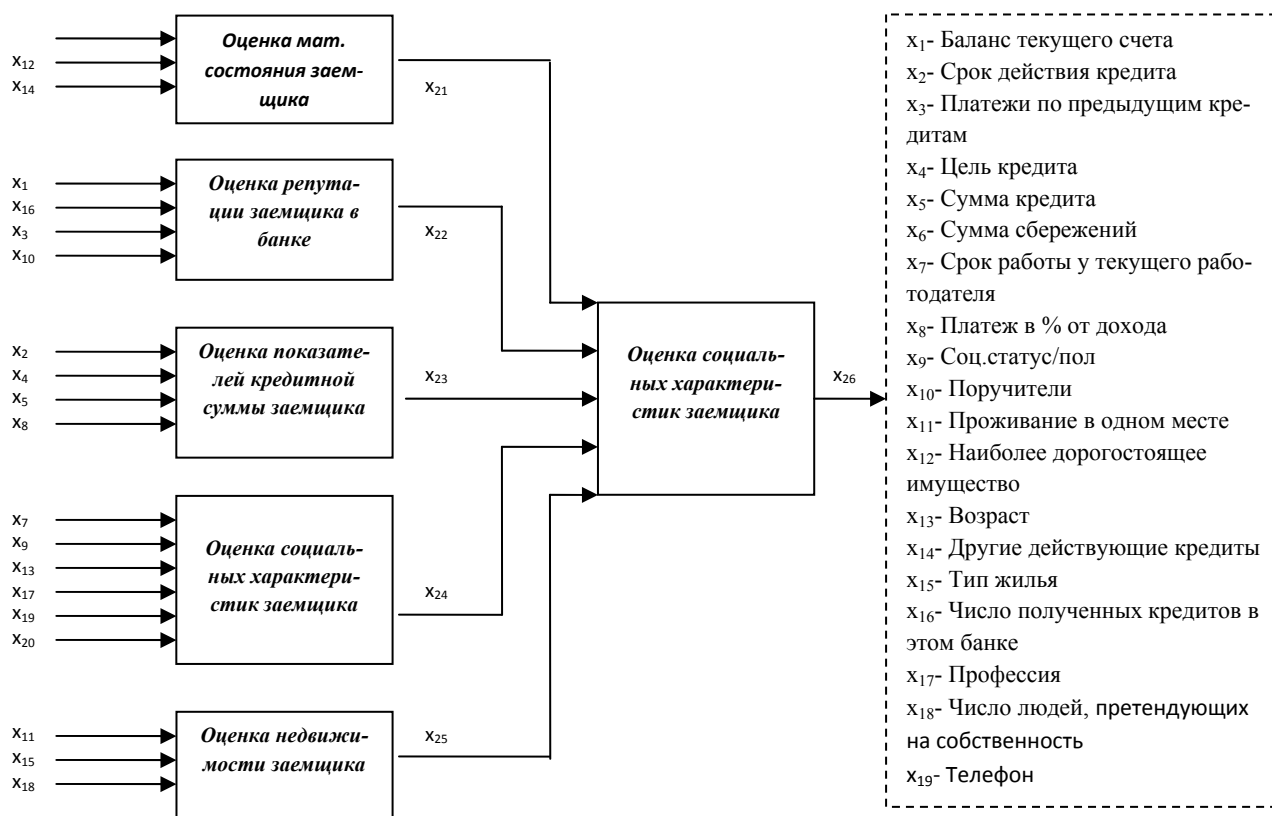 Оценка мат.
состояния заем-
щика
x12
x14
x21
Оценка репута-
ции заемщика в
банке
x1
x16
x3
x10
x22
Оценка показате-
лей кредитной
суммы заемщика
x2
x4
x5
x8
x23
Оценка социаль-
ных характери-
стик заемщика
x7
x9
x13
x17
x19
x20
x24
Оценка недвижи-
мости заемщика
x11
x15
x18
x25
Оценка социаль-
ных характери-
стик заемщика
x26
x1- Баланс текущего счета
x2- Срок действия кредита
x3- Платежи по предыдущим кре-
дитам
x4- Цель кредита
x5- Сумма кредита
x6- Сумма сбережений
x7- Срок работы у текущего рабо-
тодателя
x8- Платеж в % от дохода
x9- Соц.статус/пол
x10- Поручители
x11- Проживание в одном месте
x12- Наиболее дорогостоящее
имущество
x13- Возраст
x14- Другие действующие кредиты
x15- Тип жилья
x16- Число полученных кредитов в
этом банке
x17- Профессия
x18- Число людей, претендующих
на собственность
x19- Телефон